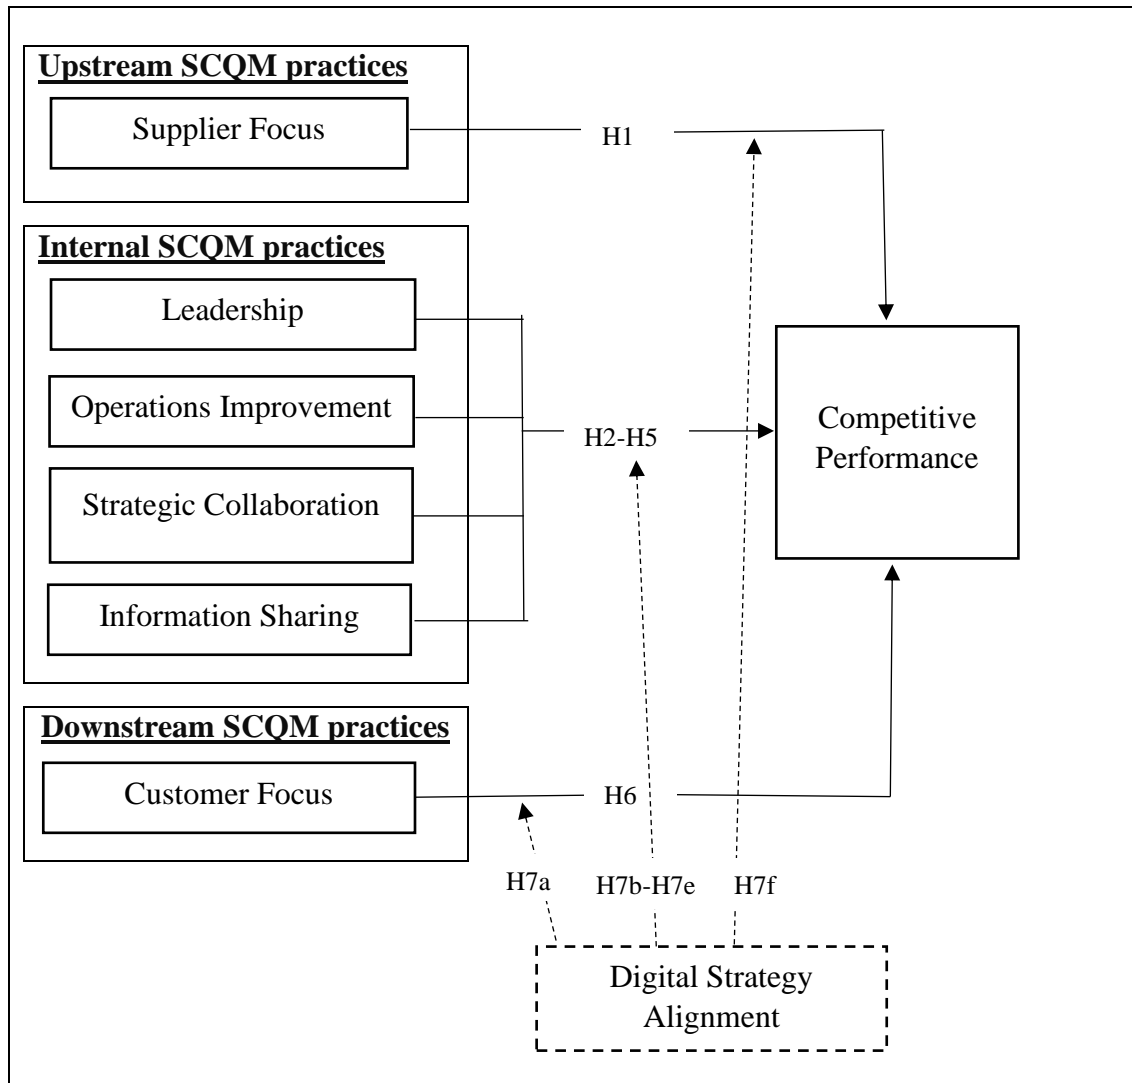 Upstream SCQM practices
Supplier Focus
H1
Internal SCQM practices
Leadership
Operations Improvement
Strategic Collaboration
Information Sharing
H2-H5
Competitive
Performance
Downstream SCQM practices
Customer Focus
H6
H7a
H7b-H7e
H7f
Digital Strategy
Alignment